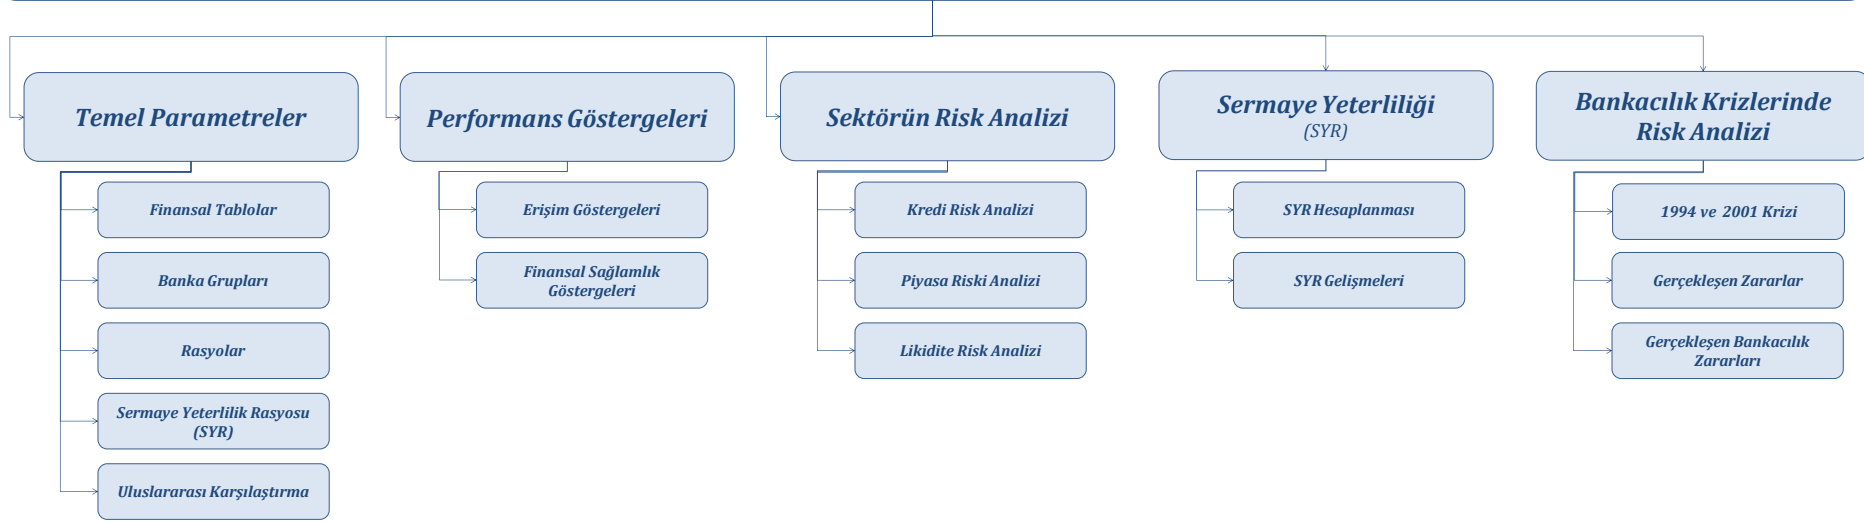 Temel Parametreler
Finansal Tablolar
Banka Grupları
Rasyolar
Sermaye Yeterlilik Rasyosu
(SYR)
Uluslararası Karşılaştırma
Performans Göstergeleri
Erişim Göstergeleri
Finansal Sağlamlık
Göstergeleri
Sektörün Risk Analizi
Kredi Risk Analizi
Piyasa Riski Analizi
Likidite Risk Analizi
Sermaye Yeterliliği
(SYR)
SYR Hesaplanması
SYR Gelişmeleri
Bankacılık Krizlerinde
Risk Analizi
1994 ve 2001 Krizi
Gerçekleşen Zararlar
Gerçekleşen Bankacılık
Zararları